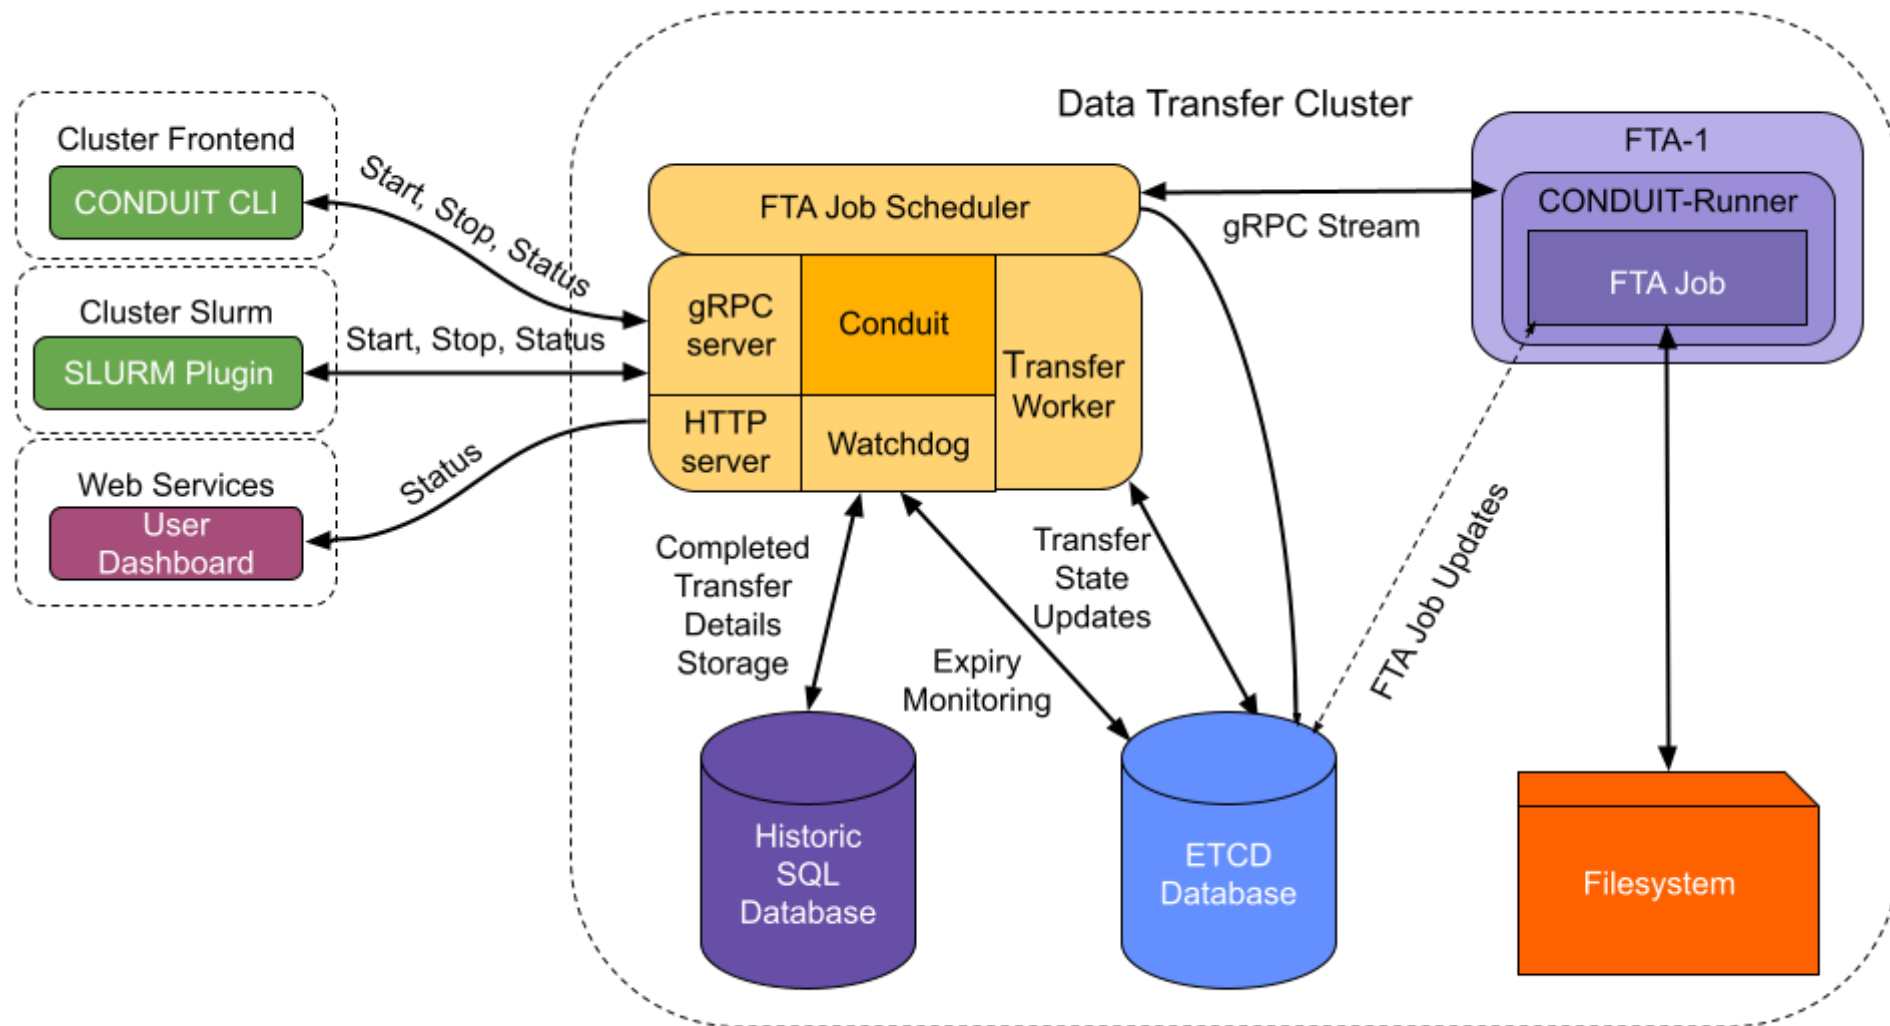 Data Transfer Cluster
Cluster Frontend
CONDUIT CLI
Start, Stop, Status
Cluster Slurm
SLURM Plugin
Start, Stop, Status
Web Services
User
Dashboard
Status
FTA Job Scheduler
gRPC
server
Conduit
Transfer
Worker
HTTP
server
Watchdog
gRPC Stream
FTA-1
CONDUIT-Runner
FTA Job
Completed
Transfer
Details
Storage
Expiry
Monitoring
Transfer
State
Updates
FTA Job Updates
Historic
SQL
Database
ETCD
Database
Filesystem